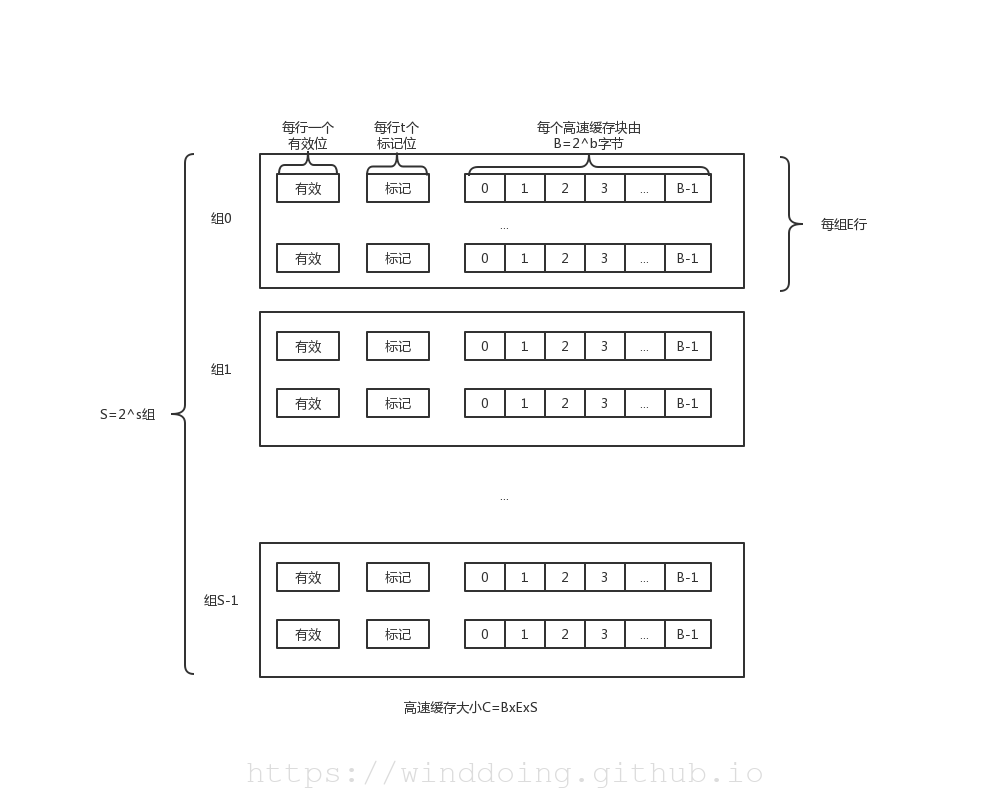 每行一个
有效位
每行t个
标记位
每个高速缓存块由
B=2^b字节
有效 标记 0 1 2 3 ... B-1
组0
...
每组E行
有效 标记 0 1 2 3 ... B-1
有效 标记 0 1 2 3 ... B-1
组1
有效 标记 0 1 2 3 ... B-1
S=2^s组
...
有效 标记 0 1 2 3 ... B-1
组S-1
有效 标记 0 1 2 3 ... B-1
高速缓存大小C=BxExS
https://winddoing.github.io